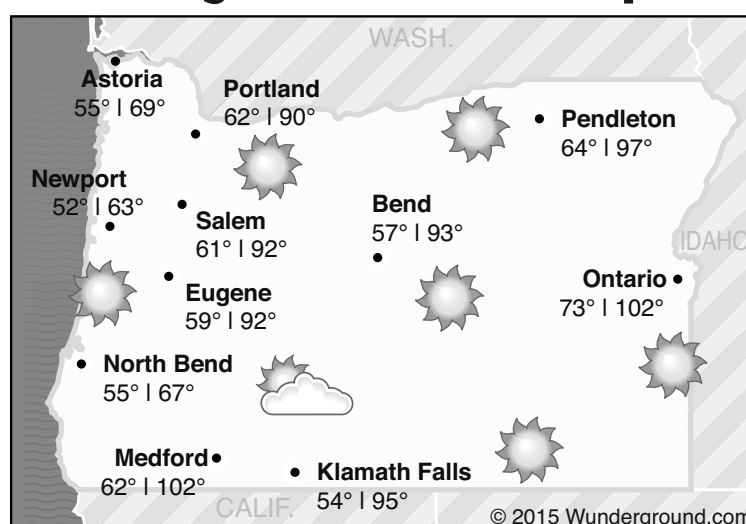 WASH.
Astoria
55° | 69°
Portland
62° | 90°
Pendleton
64° | 97°
Newport
52° | 63°
Salem
61° | 92°
Bend
57° | 93°
IDAHO
Eugene
59° | 92°
Ontario
73° | 102°
North Bend
55° | 67°
Medford
62° | 102°
Klamath Falls
54° | 95°
CALIF.
© 2015 Wunderground.com